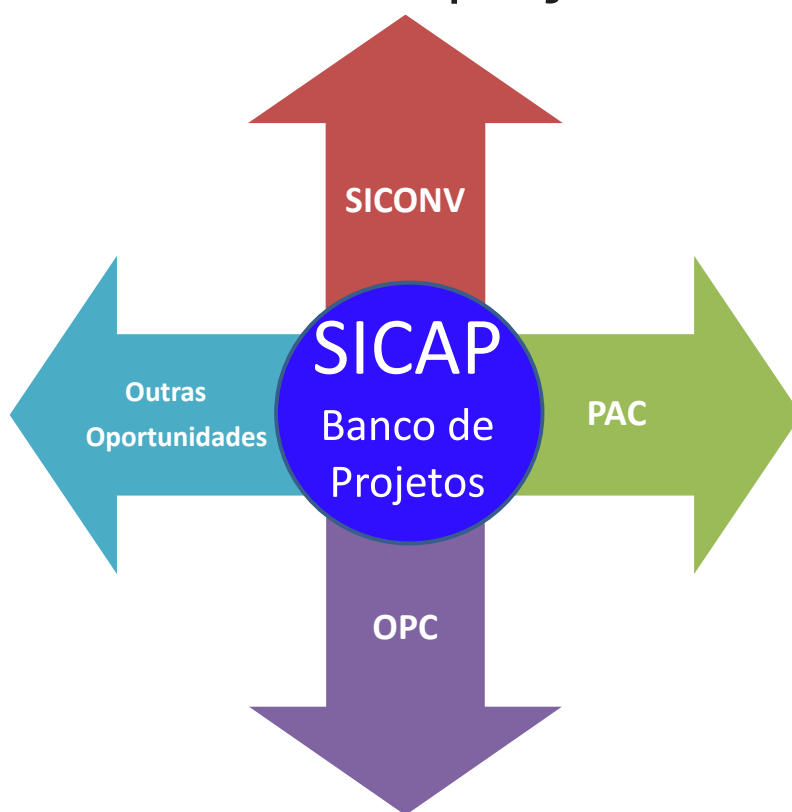 SICONV
SICAP
Banco de
Projetos
Outras
Oportunidades
PAC
OPC